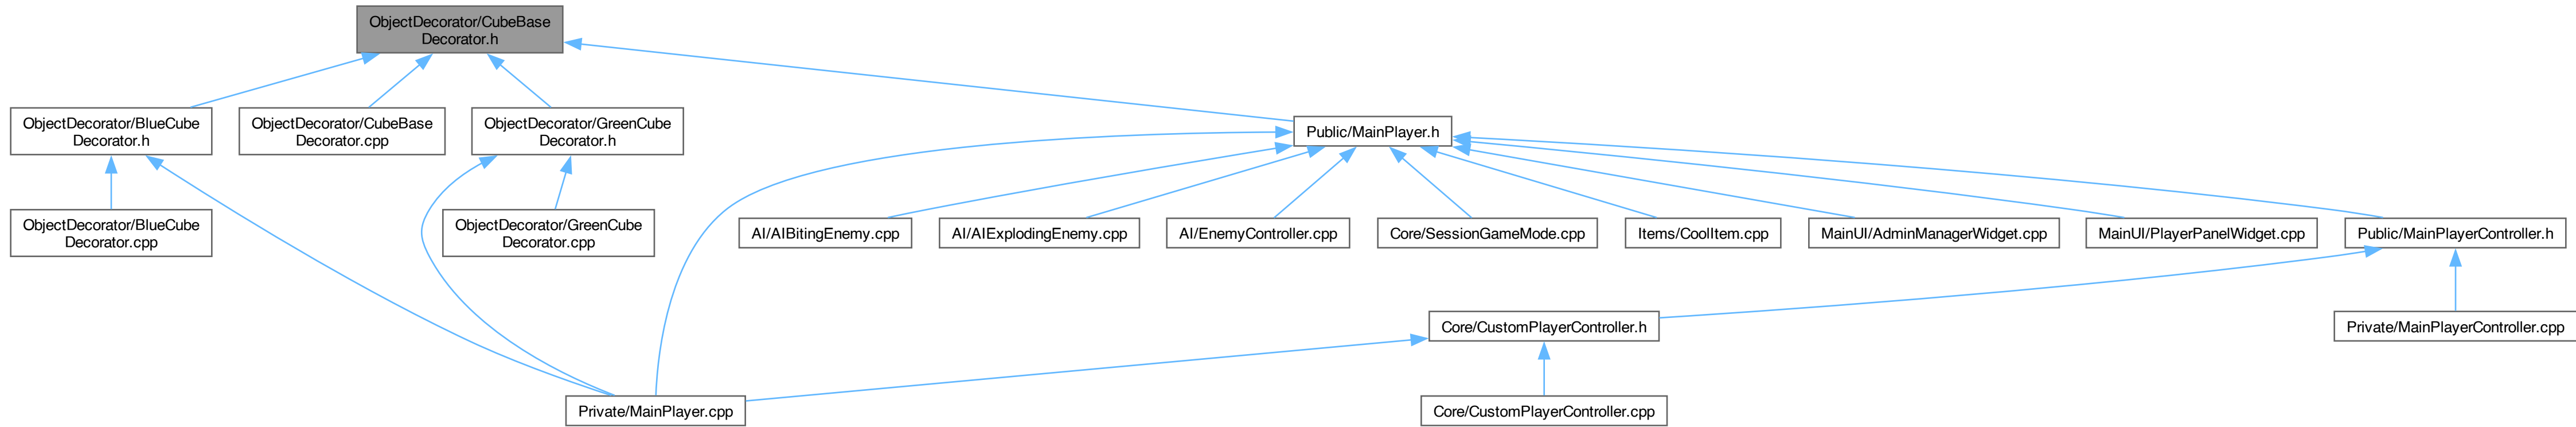 ObjectDecorator/CubeBase
Decorator.h
ObjectDecorator/BlueCube
Decorator.h
ObjectDecorator/CubeBase
Decorator.cpp
ObjectDecorator/GreenCube
Decorator.h
Public/MainPlayer.h
ObjectDecorator/BlueCube
Decorator.cpp
ObjectDecorator/GreenCube
Decorator.cpp
AI/AIBitingEnemy.cpp
AI/AIExplodingEnemy.cpp
AI/EnemyController.cpp
Core/SessionGameMode.cpp
Items/CoolItem.cpp
MainUI/AdminManagerWidget.cpp
MainUI/PlayerPanelWidget.cpp
Public/MainPlayerController.h
Core/CustomPlayerController.h
Private/MainPlayerController.cpp
Private/MainPlayer.cpp
Core/CustomPlayerController.cpp